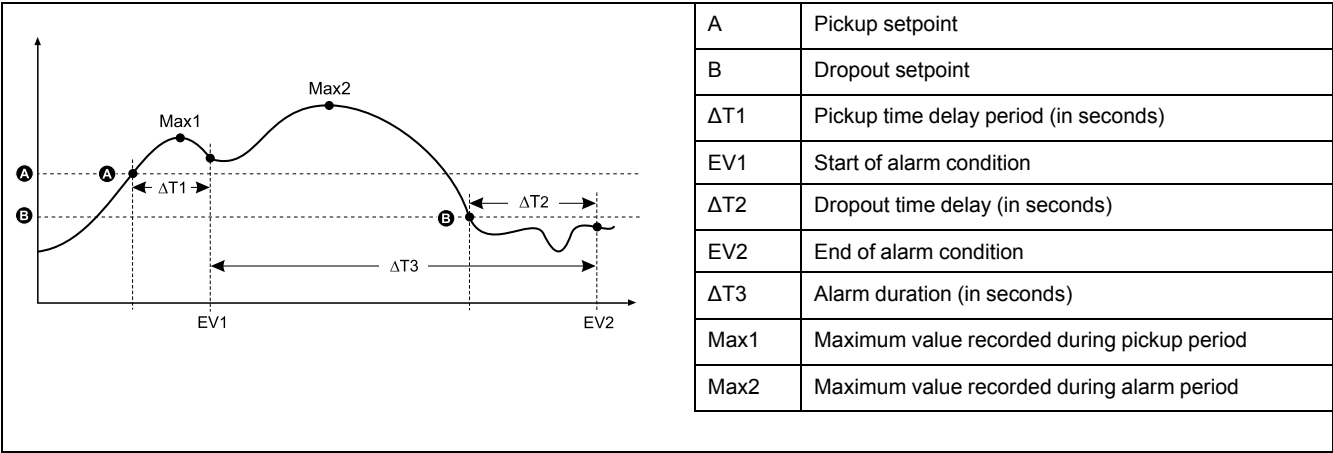 Max2
Max1
A
A
ΔT1
B
B
ΔT2
ΔT3
EV1
EV2
A Pickup setpoint
B Dropout setpoint
ΔT1 Pickup time delay period (in seconds)
EV1 Start of alarm condition
ΔT2 Dropout time delay (in seconds)
EV2 End of alarm condition
ΔT3 Alarm duration (in seconds)
Max1 Maximum value recorded during pickup period
Max2 Maximum value recorded during alarm period